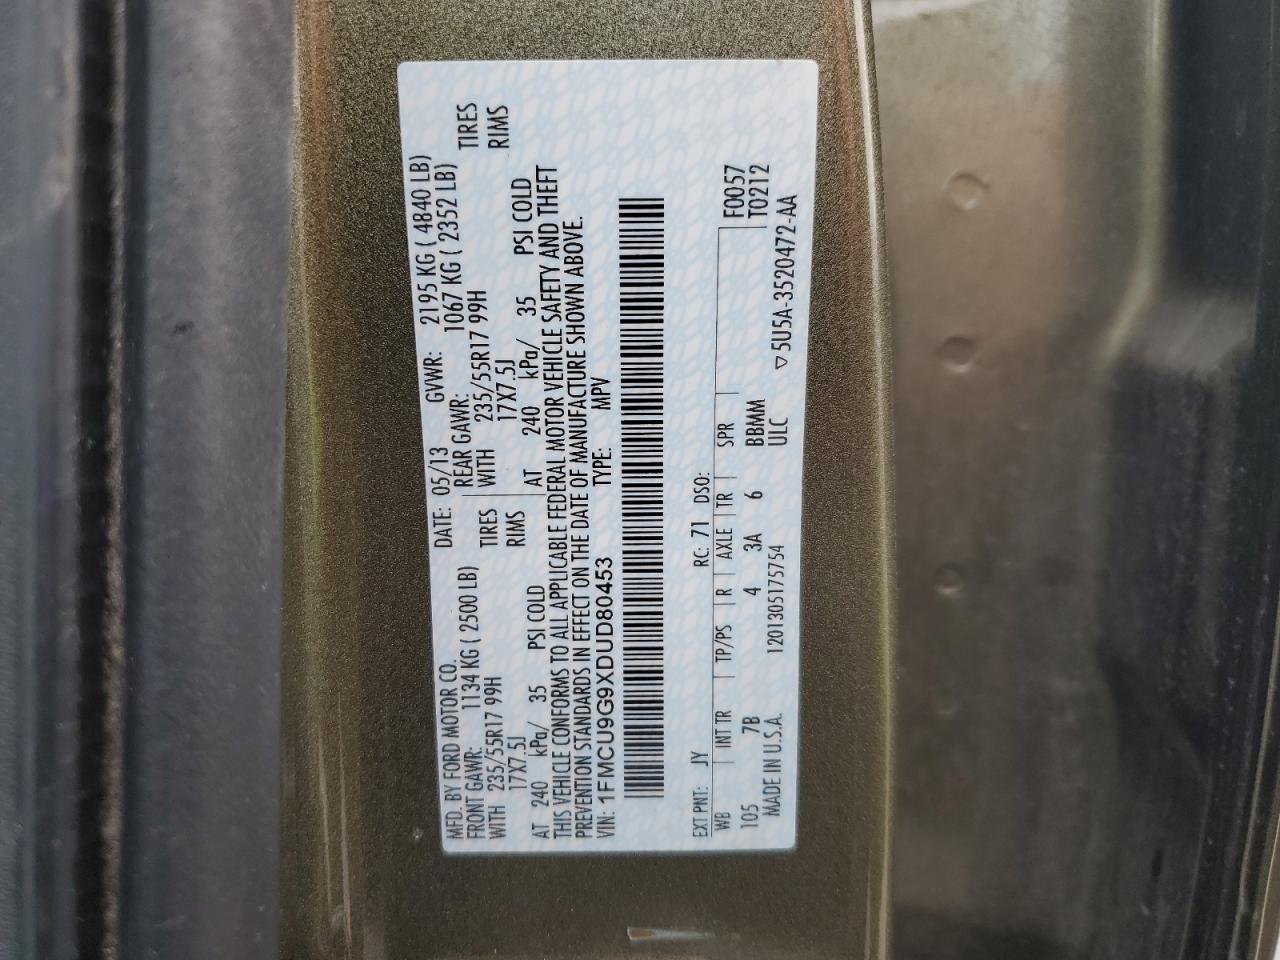 MFD. BY FORD MOTOR CO. DATE: 05/13 GVWR: 2195 KG ( 4840 LB)
FRONT GAWR: 1134 KG ( 2500 LB) REAR GAWR: 1067 KG ( 2352 LB)
WITH 235/55R17 99H TIRES WITH 235/55R17 99H TIRES
17X7.5J RIMS 17X7.5J RIMS
AT 240 kPa/ 35 PSI COLD AT 240 kPa/ 35 PSI COLD
THIS VEHICLE CONFORMS TO ALL APPLICABLE FEDERAL MOTOR VEHICLE SAFETY AND THEFT
PREVENTION STANDARDS IN EFFECT ON THE DATE OF MANUFACTURE SHOWN ABOVE.
VIN: 1FMCU9G9XDUD80453 TYPE: MPV
EXT PNT: JY RC: 71 DSO:
WB INT TR TP/PS R AXLE TR SPR F0057
105 7B 4 3A 6 BBMM T0212
MADE IN U.S.A. 1201305175754 ULC ▽5U5A-3520472-AA